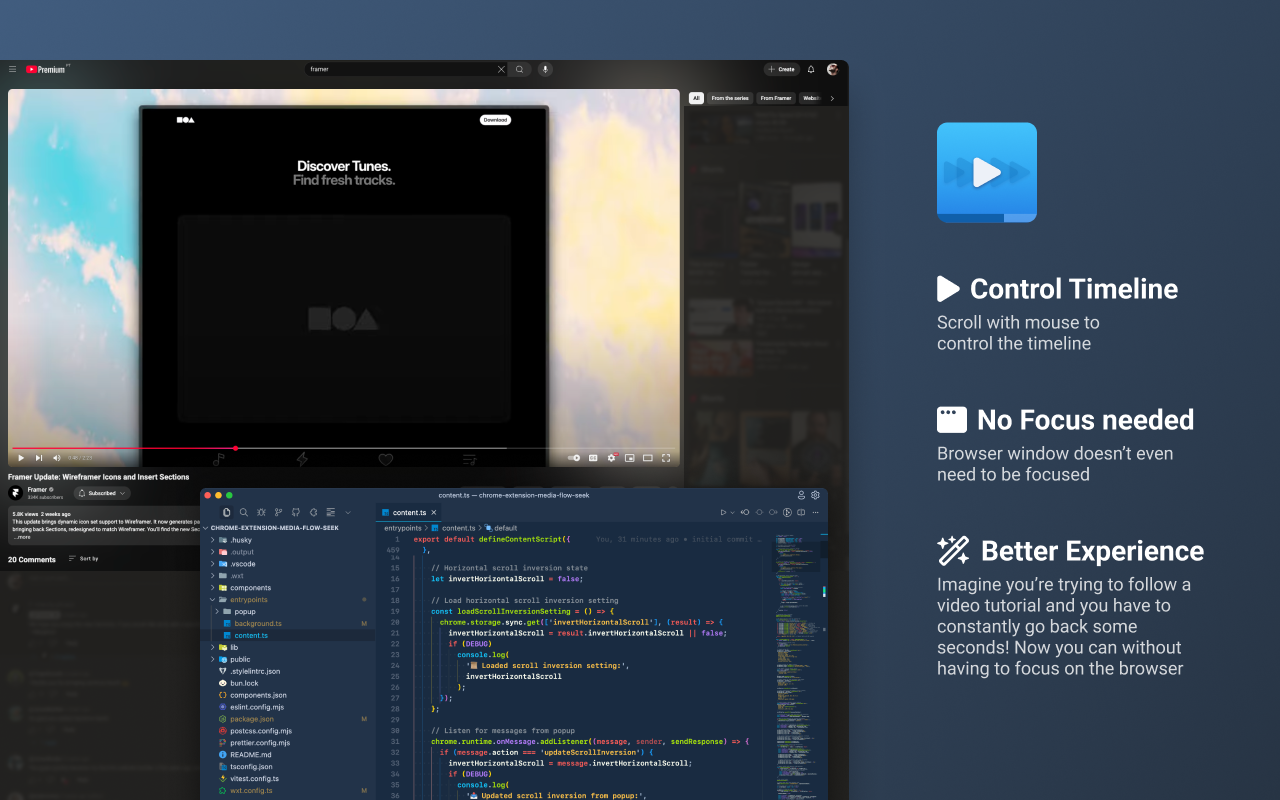 Premium PT
framer
Create
All
From the series
From Framer
Download
Discover Tunes.
Find fresh tracks.
Framer Update: Wireframer Icons and Insert Sections
Framer
Subscribed
5.8K views 2 weeks ago
This update brings dynamic icon set support to Wireframer. It now generates
bringing back Sections, redesigned to match Wireframer. You'll find the new
...more
20 Comments
Sort by
content.ts — chrome-extension-media-flow-seek
CHROME-EXTENSION-MEDIA-FLOW-SEEK
.husky
.output
.vscode
.wxt
components
entrypoints
popup
background.ts M
content.ts
lib
public
.stylelintrc.json
bun.lock
components.json
eslint.config.mjs
package.json M
postcss.config.mjs
prettier.config.mjs
README.md
tsconfig.json
vitest.config.ts
wxt.config.ts M
content.ts
entrypoints > content.ts > default
1 export default defineContentScript({ You, 31 minutes ago • initial commit …
459 },
14
15 // Horizontal scroll inversion state
16 let invertHorizontalScroll = false;
17
18 // Load horizontal scroll inversion setting
19 const loadScrollInversionSetting = () => {
20 chrome.storage.sync.get(['invertHorizontalScroll'], (result) => {
21 invertHorizontalScroll = result.invertHorizontalScroll || false;
22 if (DEBUG)
23 console.log(
24 'Loaded scroll inversion setting:',
25 invertHorizontalScroll
26 );
27 });
28 };
29
30 // Listen for messages from popup
31 chrome.runtime.onMessage.addListener((message, sender, sendResponse) => {
32 if (message.action === 'updateScrollInversion') {
33 invertHorizontalScroll = message.invertHorizontalScroll;
34 if (DEBUG)
35 console.log(
36 'Updated scroll inversion from popup:',
Control Timeline
Scroll with mouse to
control the timeline
No Focus needed
Browser window doesn’t even
need to be focused
Better Experience
Imagine you’re trying to follow a
video tutorial and you have to
constantly go back some
seconds! Now you can without
having to focus on the browser